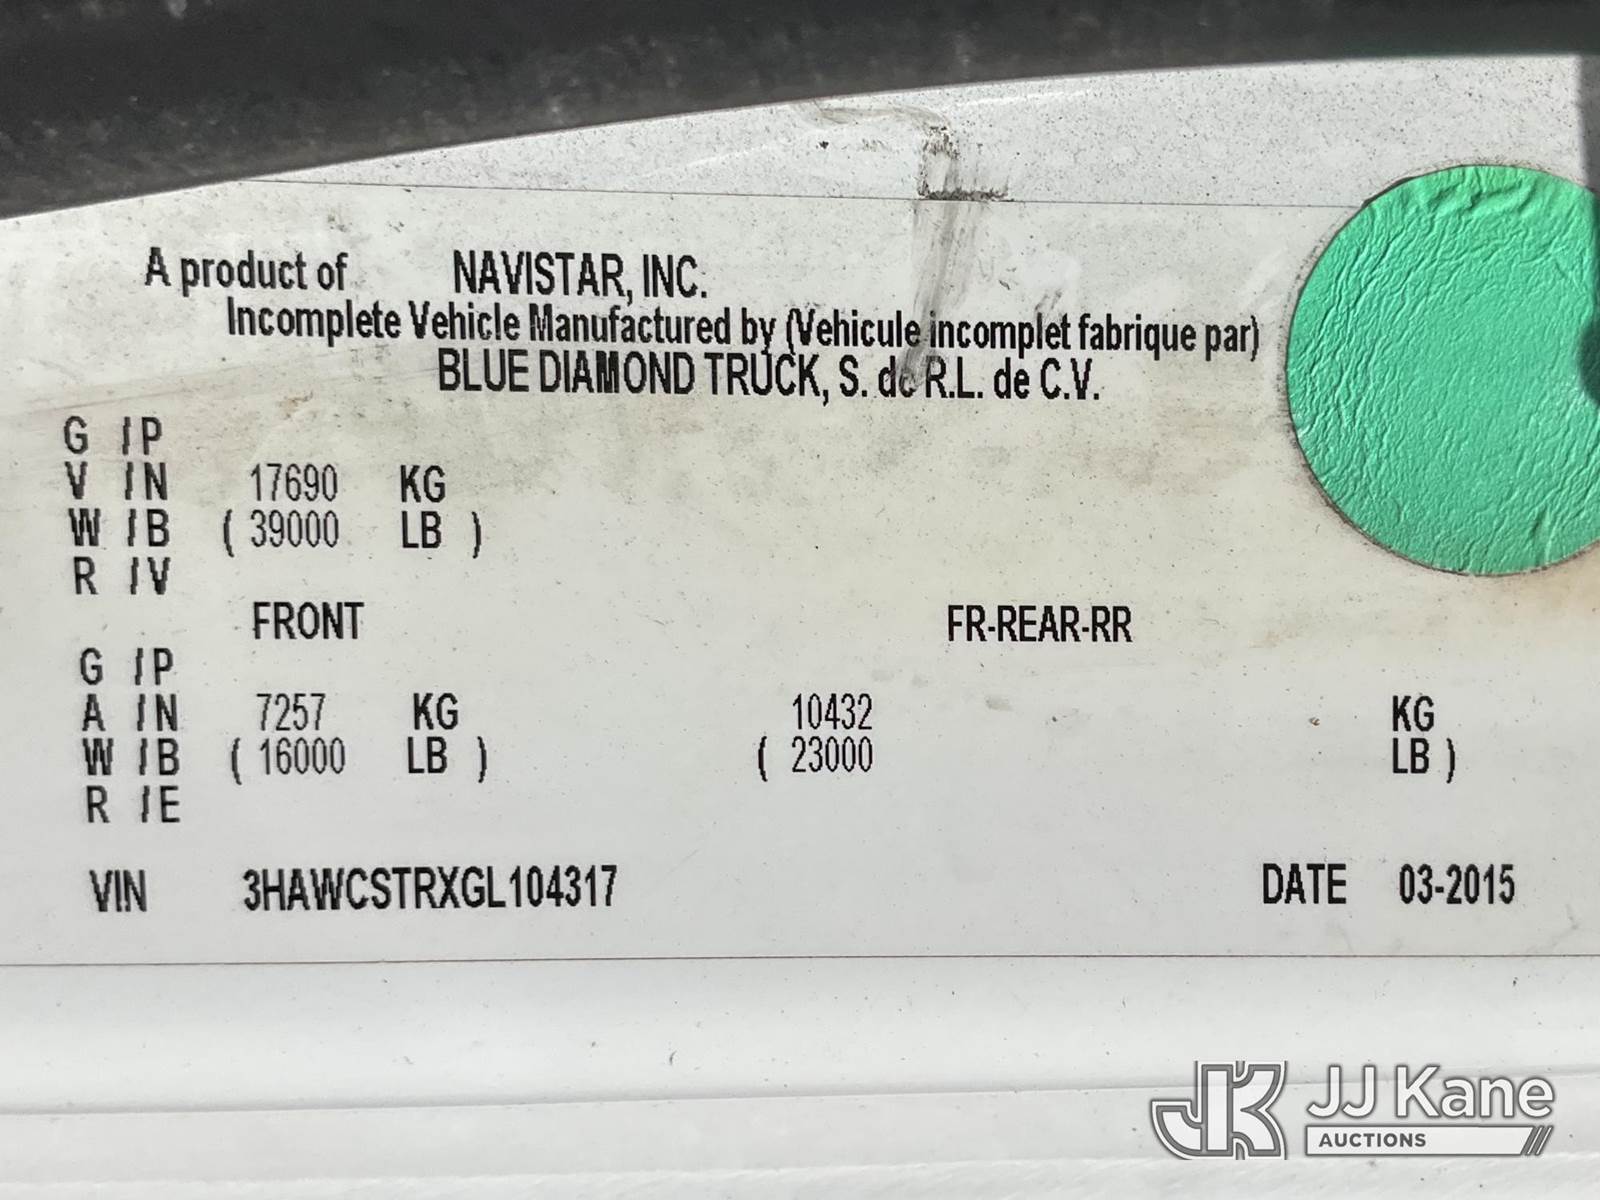 A product of NAVISTAR, INC.
Incomplete Vehicle Manufactured by (Vehicule incomplet fabrique par)
BLUE DIAMOND TRUCK, S. de R.L. de C.V.
G / P
V / N 17690 KG
W / B ( 39000 LB )
R / V
FRONT FR-REAR-RR
G / P
A / N 7257 KG 10432 KG
W / B ( 16000 LB ) ( 23000 LB )
R / E
VIN 3HAWCSTRXGL104317 DATE 03-2015
JK JJ Kane
AUCTIONS